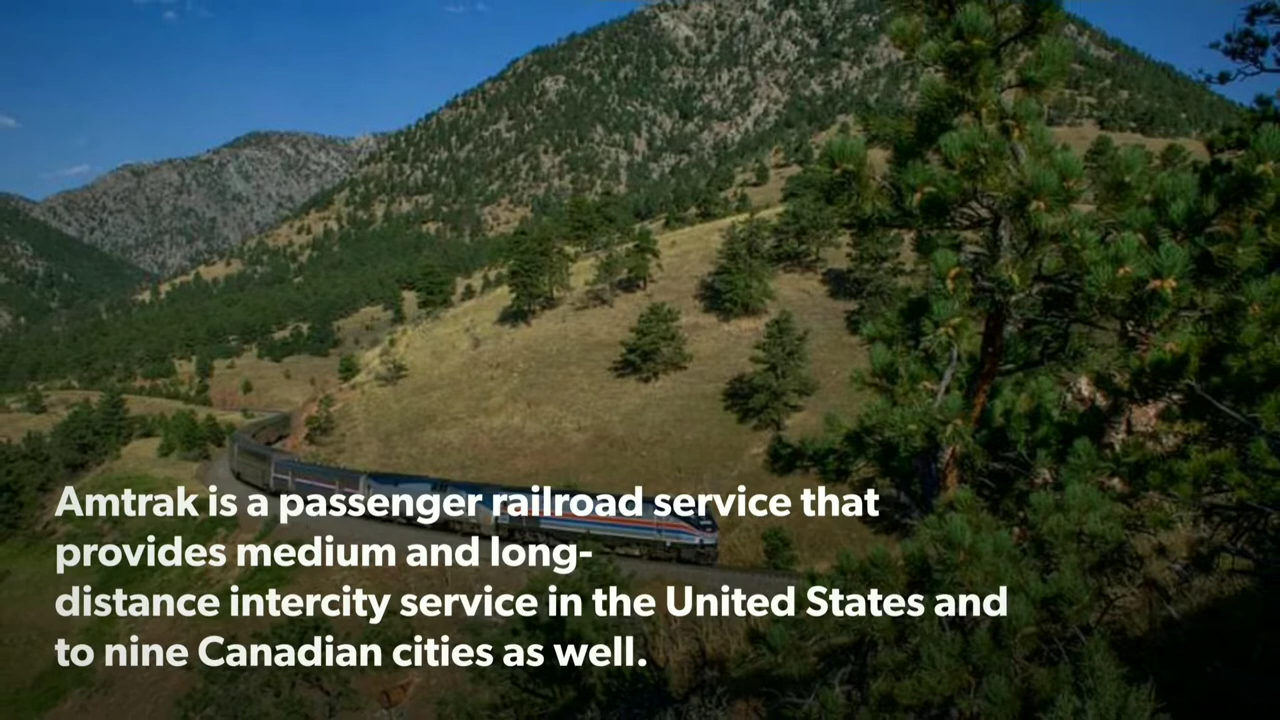 Amtrak is a passenger railroad service that
provides medium and long-
distance intercity service in the United States and
to nine Canadian cities as well.